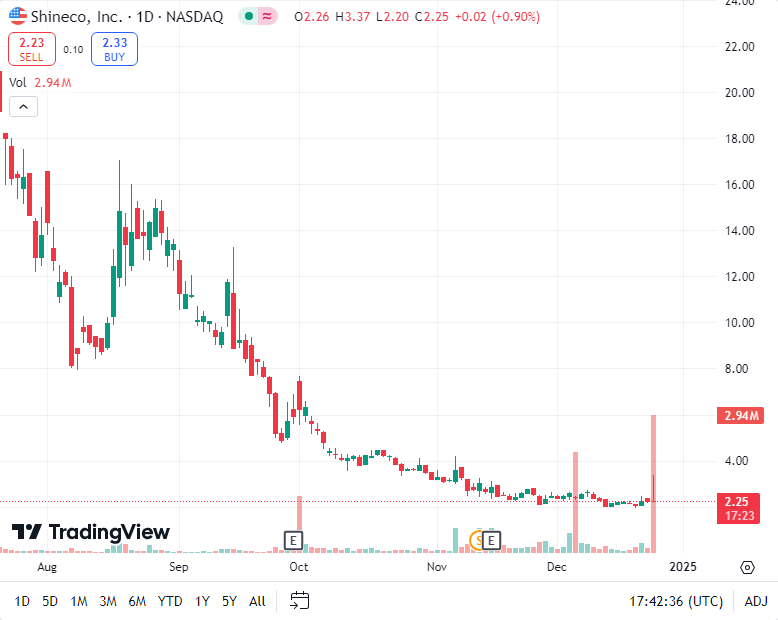 Shineco, Inc. · 1D · NASDAQ ≈ O2.26 H3.37 L2.20 C2.25 +0.02 (+0.90%)
2.23 SELL
0.10
2.33 BUY
Vol 2.94M
24.00
22.00
20.00
18.00
16.00
14.00
12.00
10.00
8.00
2.94M
4.00
2.25
17:23
TradingView
E
S
E
Aug Sep Oct Nov Dec 2025
1D 5D 1M 3M 6M YTD 1Y 5Y All 17:42:36 (UTC) ADJ